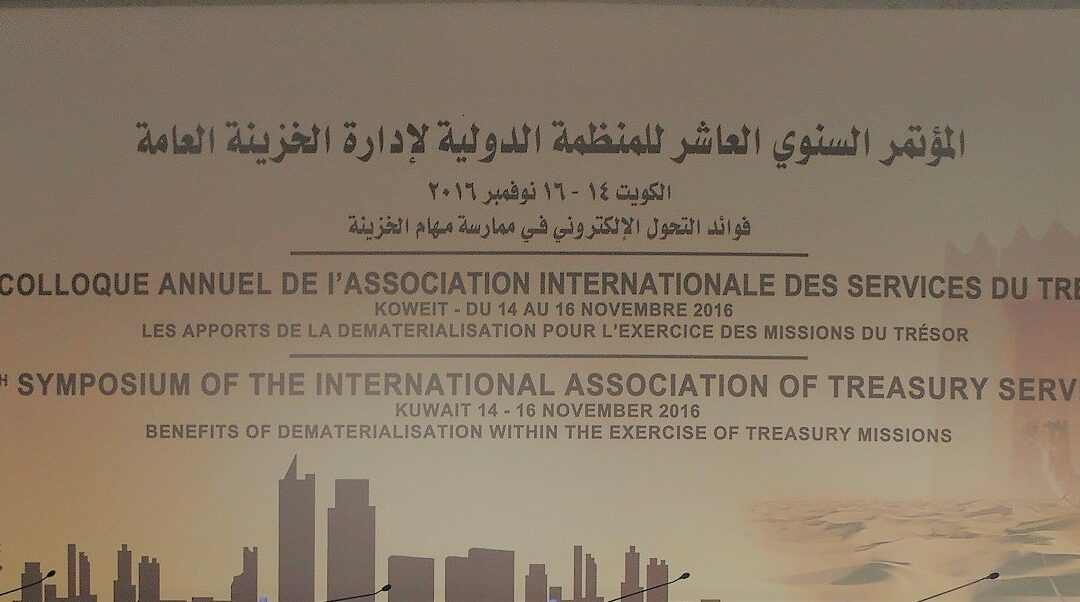 المؤتمر السنوي العاشر للمنظمة الدولية لإدارة الخزينة العامة
الكويت ١٤ - ١٦ نوفمبر ٢٠١٦
فوائد التحول الإلكتروني في ممارسة مهام الخزينة
COLLOQUE ANNUEL DE l'ASSOCIATION INTERNATIONALE DES SERVICES DU TRE
KOWEIT - DU 14 AU 16 NOVEMBRE 2016
LES APPORTS DE LA DEMATERIALISATION POUR L'EXERCICE DES MISSIONS DU TRÉSOR
H SYMPOSIUM OF THE INTERNATIONAL ASSOCIATION OF TREASURY SERV
KUWAIT 14 - 16 NOVEMBER 2016
BENEFITS OF DEMATERIALISATION WITHIN THE EXERCISE OF TREASURY MISSIONS